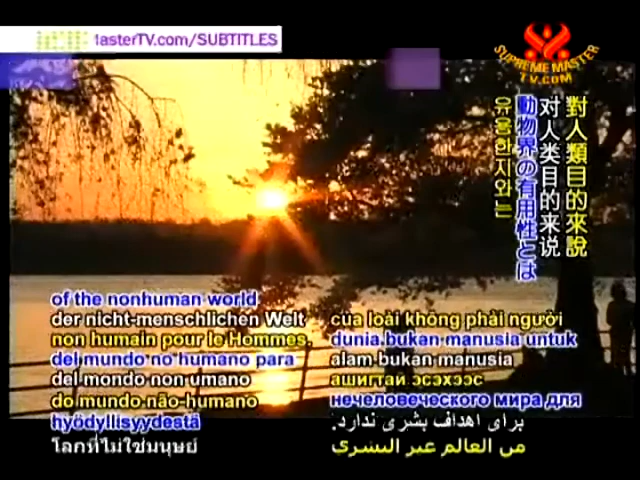 masterTV.com/SUBTITLES
SUPREME MASTER
TV.COM
對人類目的來說
对人类目的来说
動物界の有用性とは
유용한지와는
of the nonhuman world
der nicht-menschlichen Welt
non humain pour le Hommes,
del mundo no humano para
del mondo non umano
do mundo não-humano
hyödyllisyydestä
โลกที่ไม่ใช่มนุษย์
của loài không phải người
dunia bukan manusia untuk
alam bukan manusia
ашигтай эсэхээс
нечеловеческого мира для
برای اهداف بشری ندارد.
من العالم غير البشري